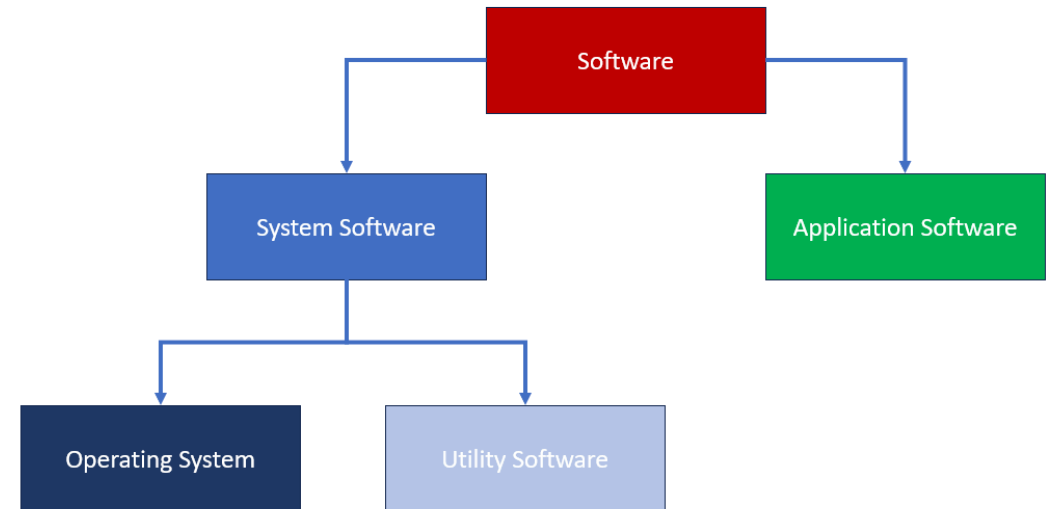 Software
System Software
Application Software
Operating System
Utility Software